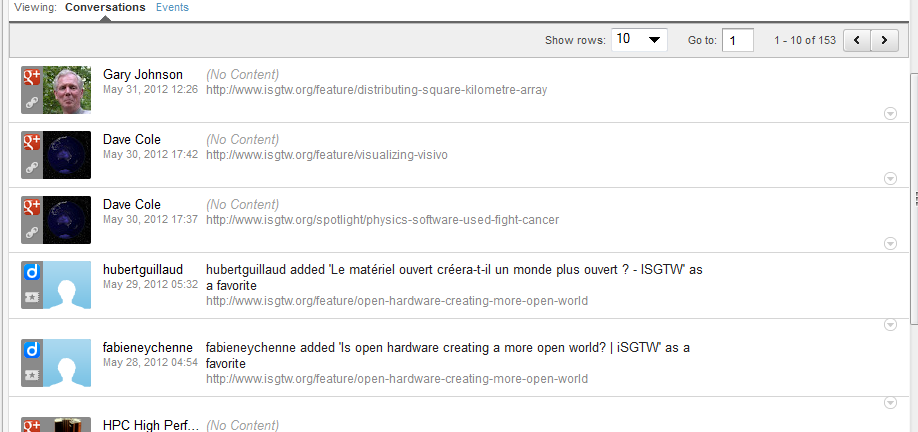 Viewing: Conversations Events
Show rows: 10 Go to: 1 1 - 10 of 153
g+ Gary Johnson (No Content)
May 31, 2012 12:26 http://www.isgtw.org/feature/distributing-square-kilometre-array
g+ Dave Cole (No Content)
May 30, 2012 17:42 http://www.isgtw.org/feature/visualizing-visivo
g+ Dave Cole (No Content)
May 30, 2012 17:37 http://www.isgtw.org/spotlight/physics-software-used-fight-cancer
hubertguillaud hubertguillaud added 'Le matériel ouvert créera-t-il un monde plus ouvert ? - ISGTW' as
May 29, 2012 05:32 a favorite
http://www.isgtw.org/feature/open-hardware-creating-more-open-world
fabieneychenne fabieneychenne added 'Is open hardware creating a more open world? | iSGTW' as a
May 28, 2012 04:54 favorite
http://www.isgtw.org/feature/open-hardware-creating-more-open-world
g+ HPC High Perf... (No Content)